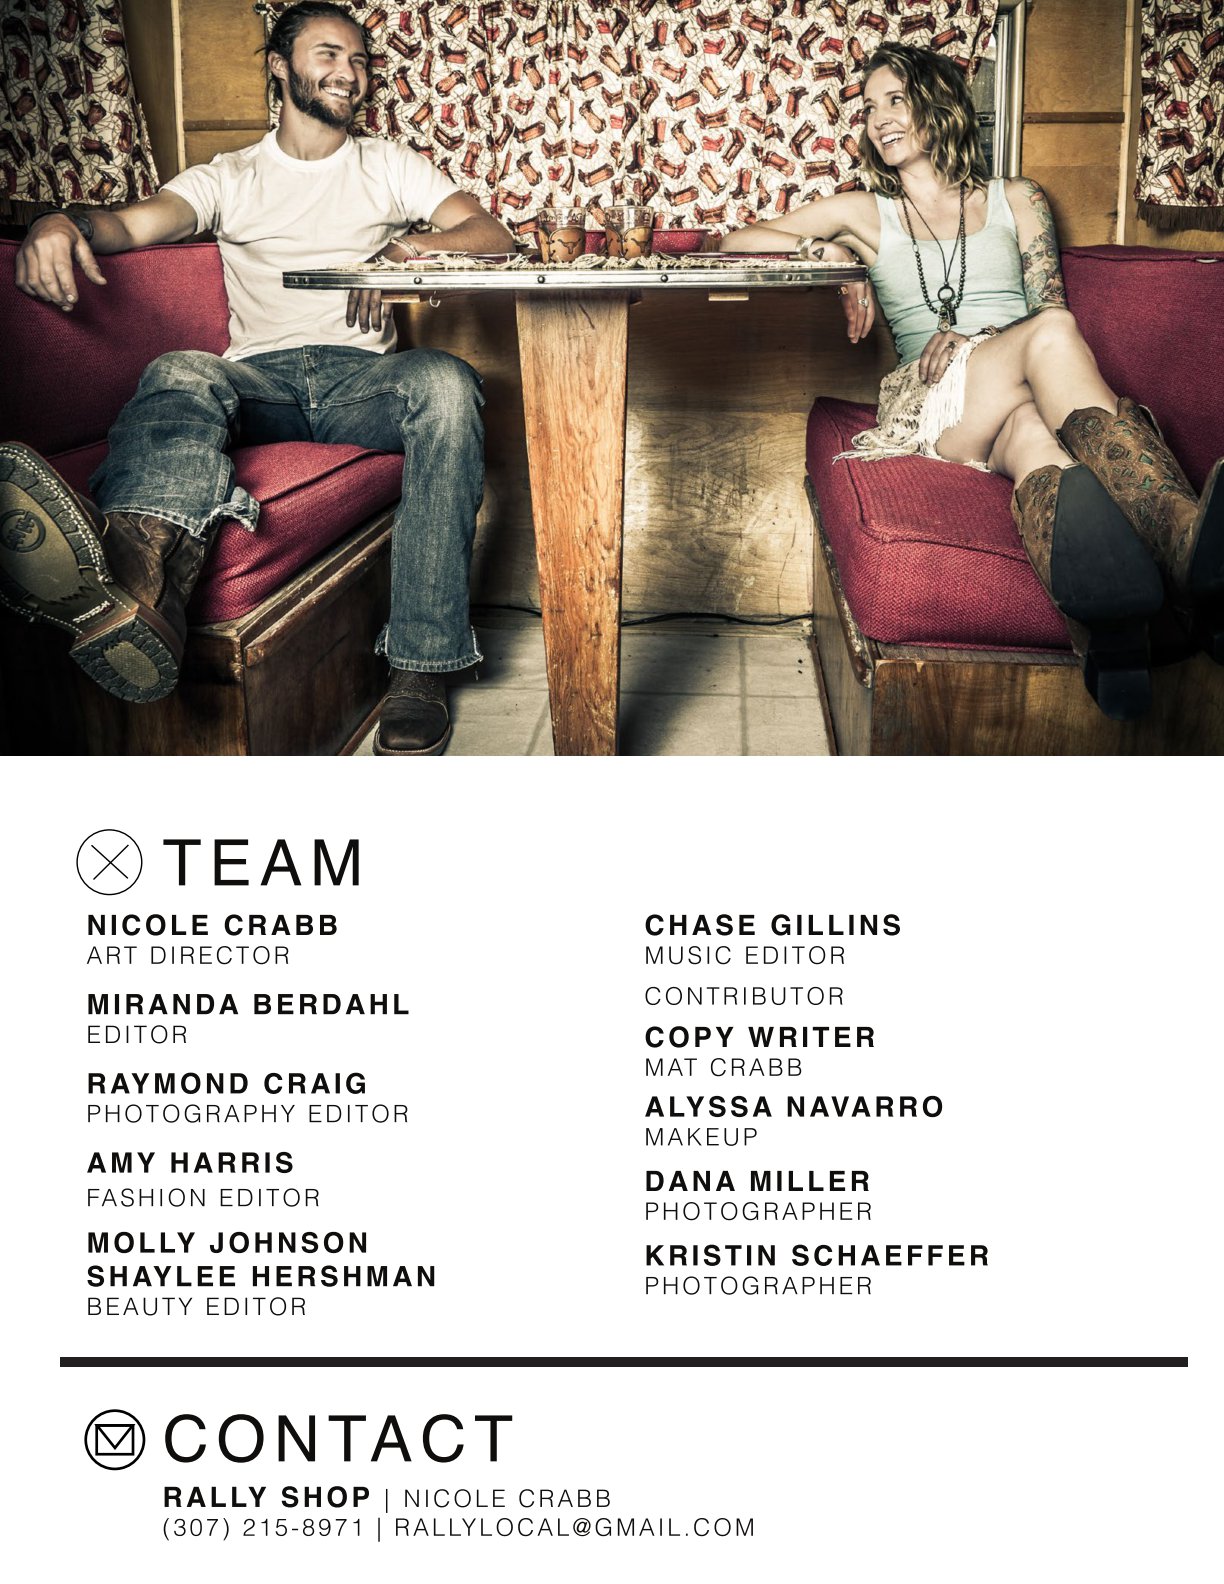 TEAM
NICOLE CRABB
ART DIRECTOR
MIRANDA BERDAHL
EDITOR
RAYMOND CRAIG
PHOTOGRAPHY EDITOR
AMY HARRIS
FASHION EDITOR
MOLLY JOHNSON
SHAYLEE HERSHMAN
BEAUTY EDITOR
CHASE GILLINS
MUSIC EDITOR
CONTRIBUTOR
COPY WRITER
MAT CRABB
ALYSSA NAVARRO
MAKEUP
DANA MILLER
PHOTOGRAPHER
KRISTIN SCHAEFFER
PHOTOGRAPHER
CONTACT
RALLY SHOP | NICOLE CRABB
(307) 215-8971 | RALLYLOCAL@GMAIL.COM